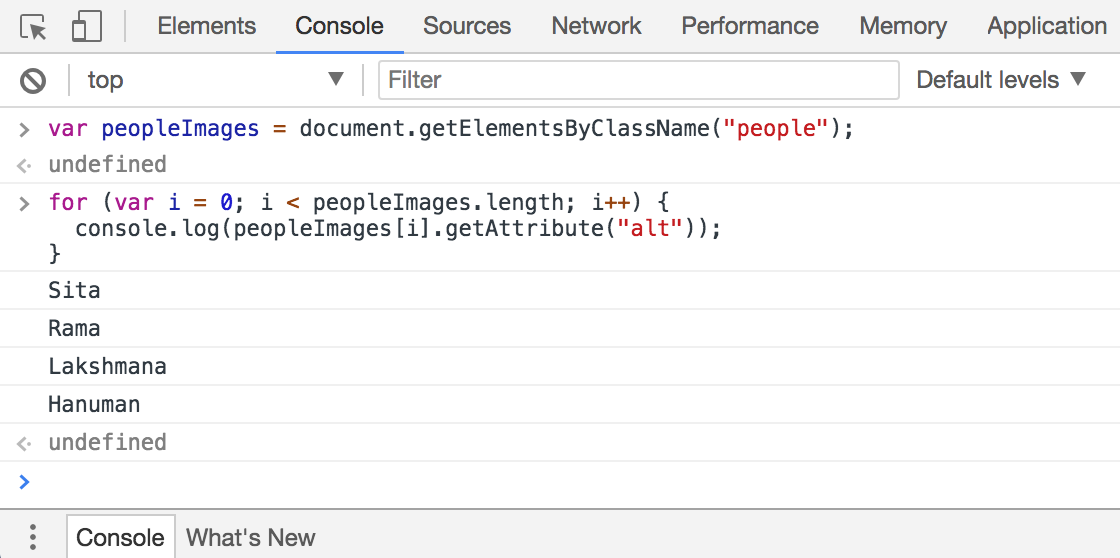 Elements Console Sources Network Performance Memory Application
top Filter Default levels
> var peopleImages = document.getElementsByClassName("people");
undefined
> for (var i = 0; i < peopleImages.length; i++) {
  console.log(peopleImages[i].getAttribute("alt"));
}
Sita
Rama
Lakshmana
Hanuman
undefined
>
Console What's New